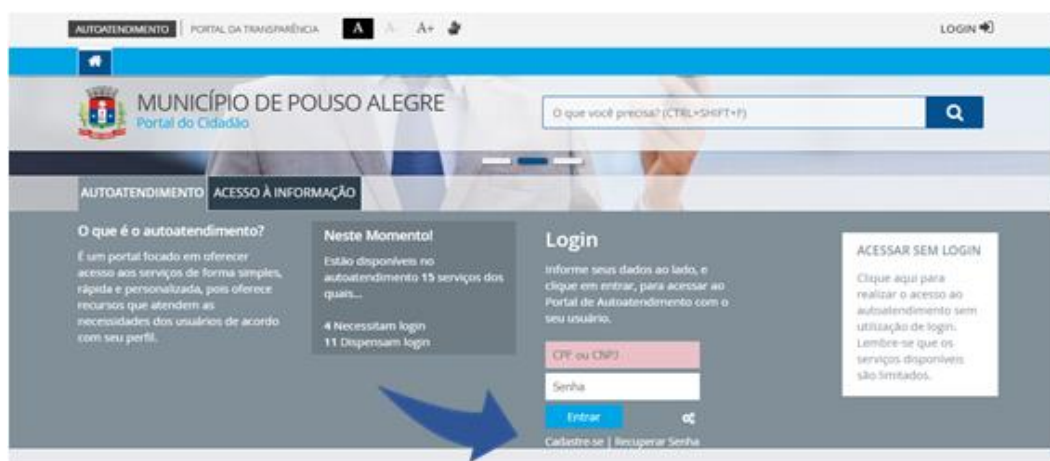 AUTOATENDIMENTO | PORTAL DA TRANSPARÊNCIA A A- A+
LOGIN
MUNICÍPIO DE POUSO ALEGRE
Portal do Cidadão
O que você precisa? (CTRL+SHIFT+F)
AUTOATENDIMENTO ACESSO À INFORMAÇÃO
O que é o autoatendimento?
É um portal focado em oferecer
acesso aos serviços de forma simples,
rápida e personalizada, pois oferece
recursos que atendem as
necessidades dos usuários de acordo
com seu perfil.
Neste Momento!
Estão disponíveis no
autoatendimento 15 serviços dos
quais...
4 Necessitam login
11 Dispensam login
Login
Informe seus dados ao lado, e
clique em entrar, para acessar ao
Portal de Autoatendimento com o
seu usuário.
CPF ou CNPJ
Senha
Entrar
Cadastre-se | Recuperar Senha
ACESSAR SEM LOGIN
Clique aqui para
realizar o acesso ao
autoatendimento sem
utilização de login.
Lembre-se que os
serviços disponíveis
são limitados.